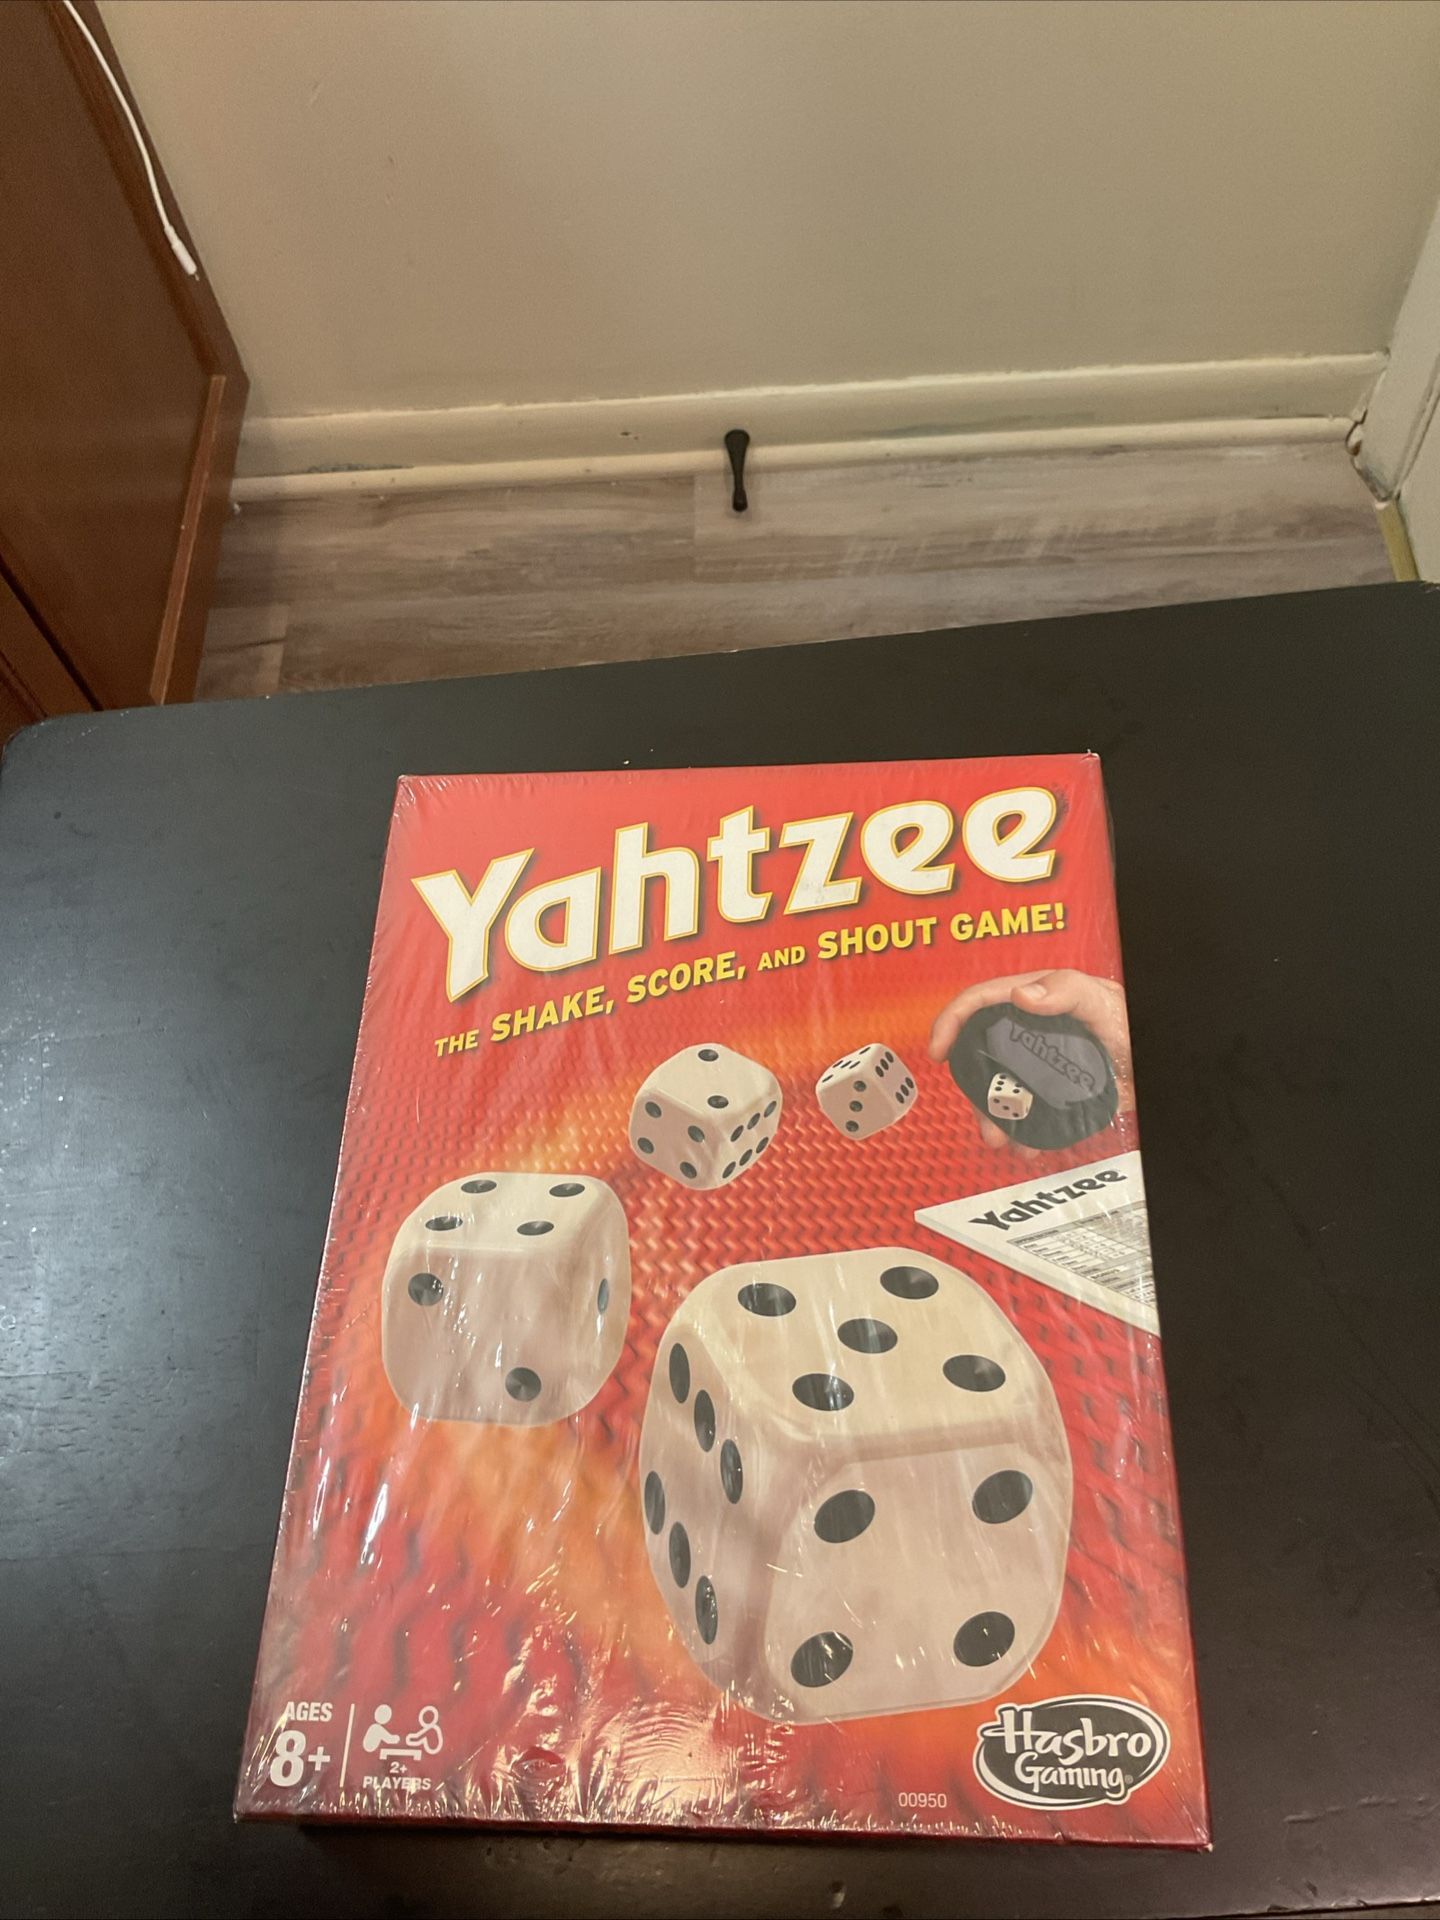 Yahtzee
THE SHAKE, SCORE, AND SHOUT GAME!
Yahtzee
Yahtzee
AGES
8+
2+
PLAYERS
00950
Hasbro
Gaming